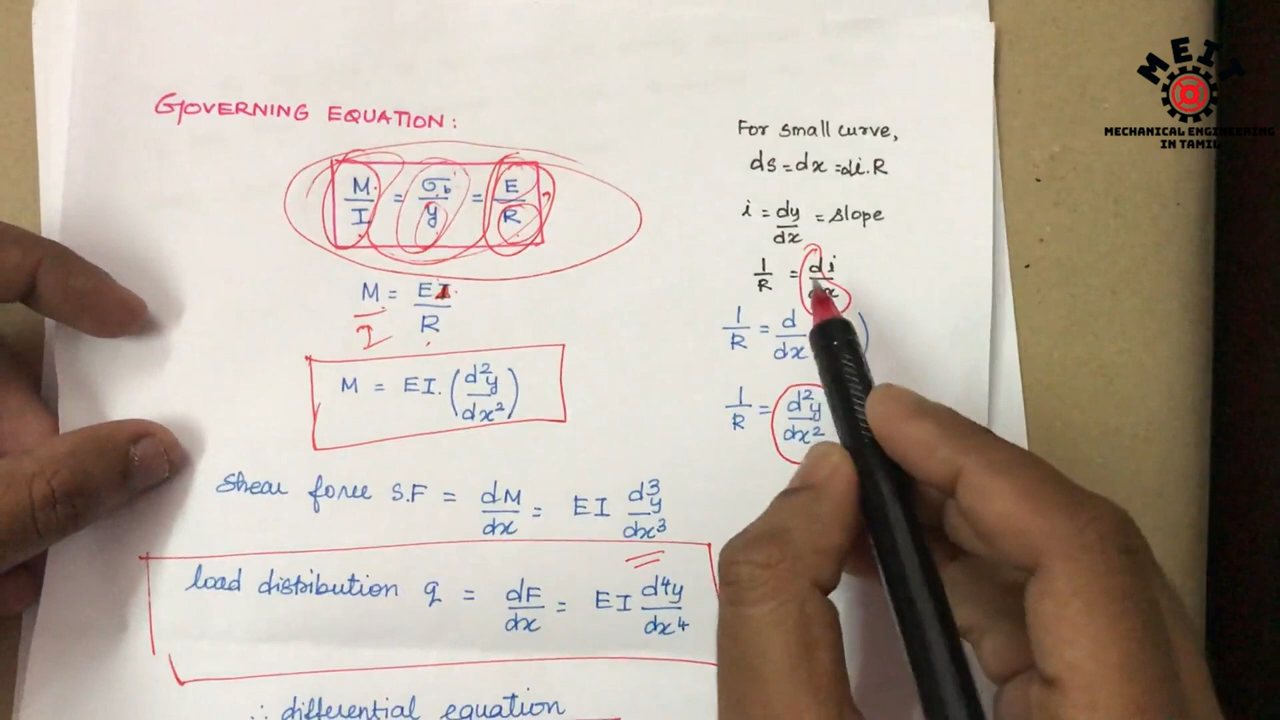 GOVERNING EQUATION:
M/I = σb/y = E/R
M = EI/R
M = EI.(d²y/dx²)
Shear force S.F = dM/dx = EI d³y/dx³
load distribution q = dF/dx = EI d⁴y/dx⁴
∴ differential equation
For small curve,
ds = dx = di.R
i = dy/dx = slope
1/R = di/dx
1/R = d/dx )
1/R = d²y/dx²
MEIT
MECHANICAL ENGINEERING
IN TAMIL